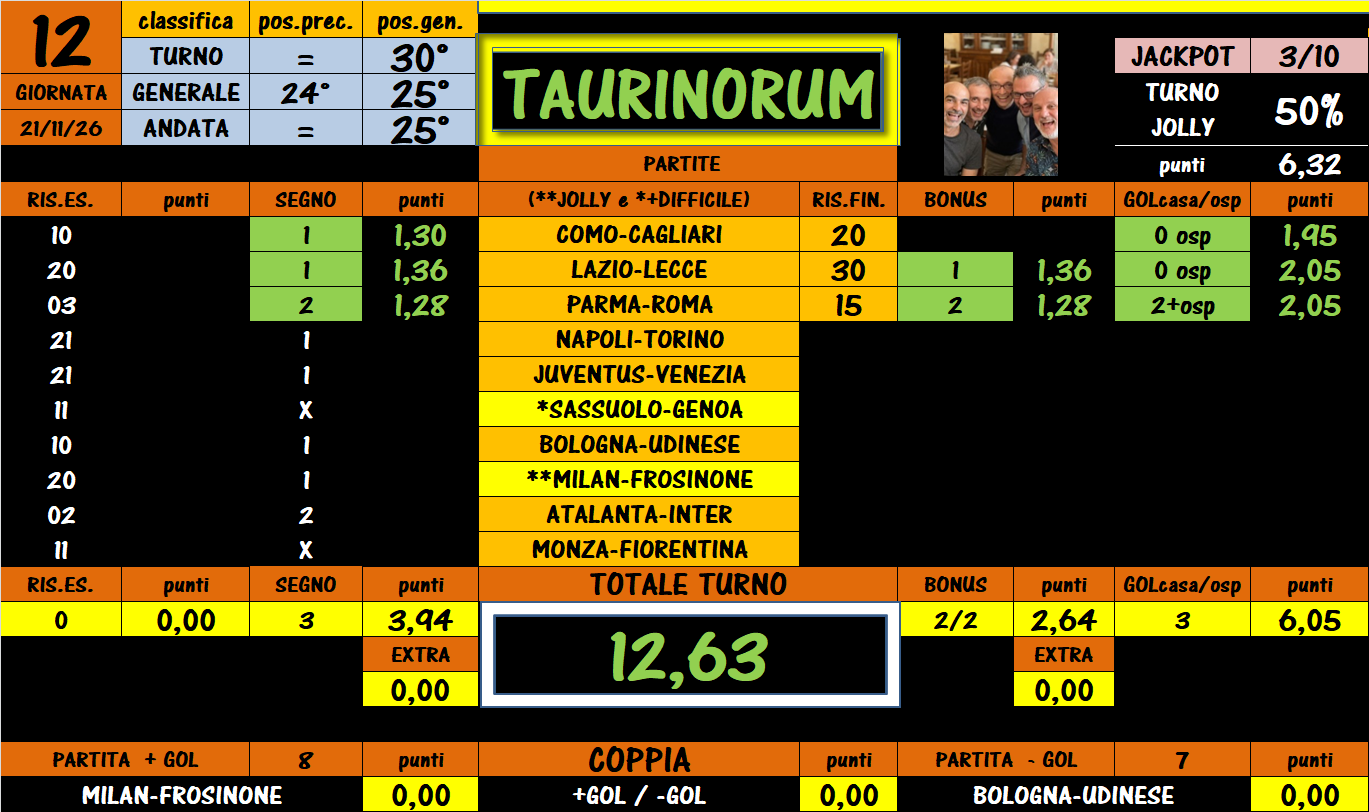 12 classifica pos.prec. pos.gen.
TURNO = 30°
GIORNATA GENERALE 24° 25°
21/11/26 ANDATA = 25°
TAURINORUM
JACKPOT 3/10
TURNO JOLLY 50%
punti 6,32
PARTITE
RIS.ES. punti SEGNO punti (**JOLLY e *+DIFFICILE) RIS.FIN. BONUS punti GOLcasa/osp punti
10 1 1,30 COMO-CAGLIARI 20 0 osp 1,95
20 1 1,36 LAZIO-LECCE 30 1 1,36 0 osp 2,05
03 2 1,28 PARMA-ROMA 15 2 1,28 2+osp 2,05
21 1 NAPOLI-TORINO
21 1 JUVENTUS-VENEZIA
11 X *SASSUOLO-GENOA
10 1 BOLOGNA-UDINESE
20 1 **MILAN-FROSINONE
02 2 ATALANTA-INTER
11 X MONZA-FIORENTINA
RIS.ES. punti SEGNO punti TOTALE TURNO BONUS punti GOLcasa/osp punti
0 0,00 3 3,94 12,63 2/2 2,64 3 6,05
EXTRA EXTRA
0,00 0,00
PARTITA + GOL 8 punti COPPIA punti PARTITA - GOL 7 punti
MILAN-FROSINONE 0,00 +GOL / -GOL 0,00 BOLOGNA-UDINESE 0,00